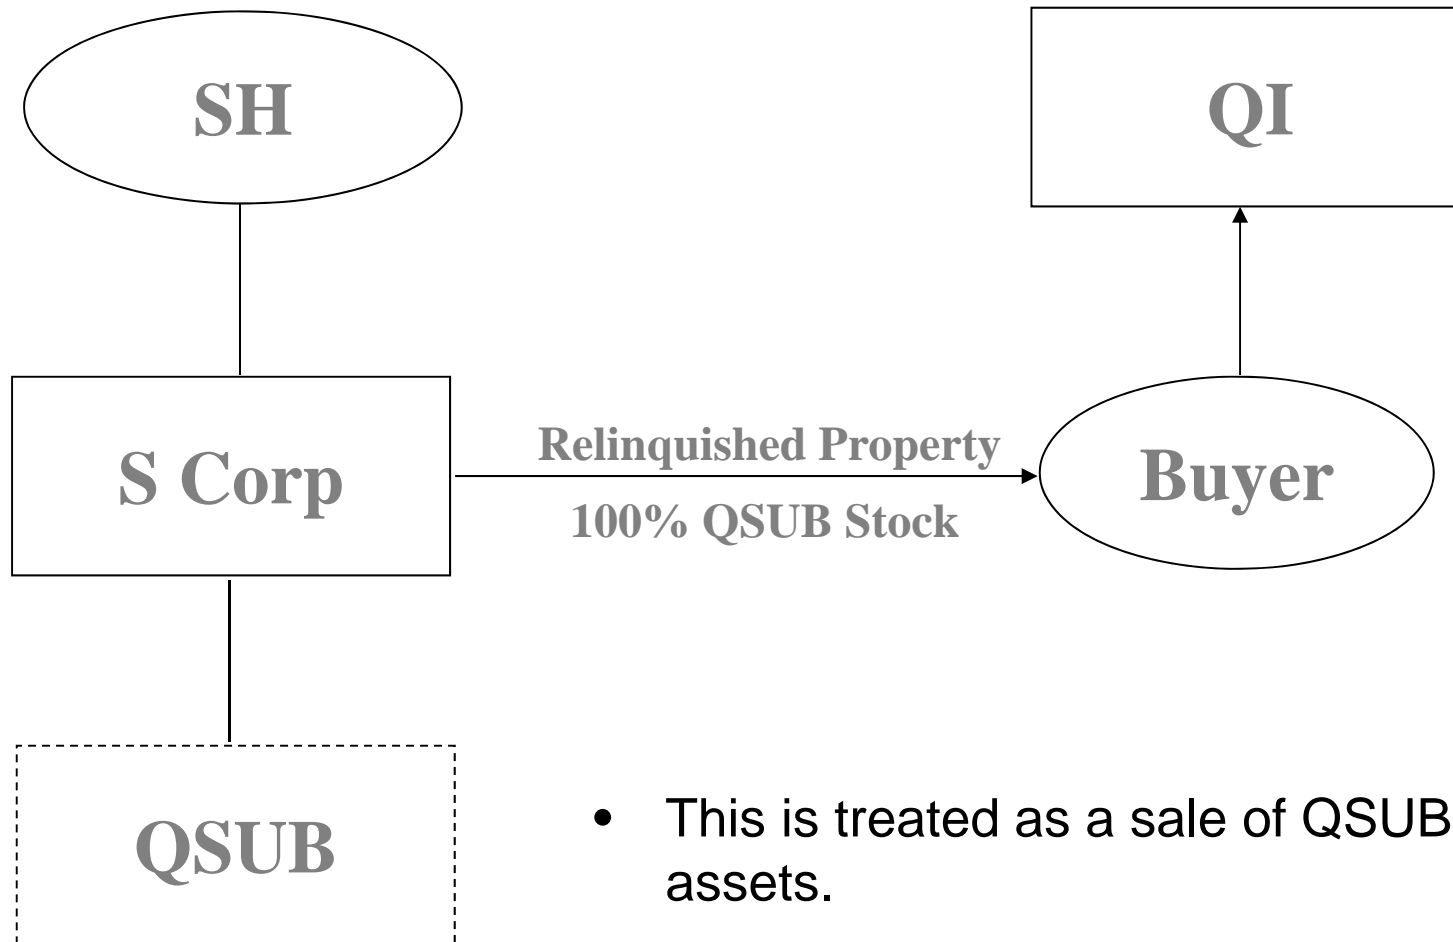 SH
QI
S Corp
Relinquished Property
100% QSUB Stock
Buyer
QSUB
• This is treated as a sale of QSUB
assets.